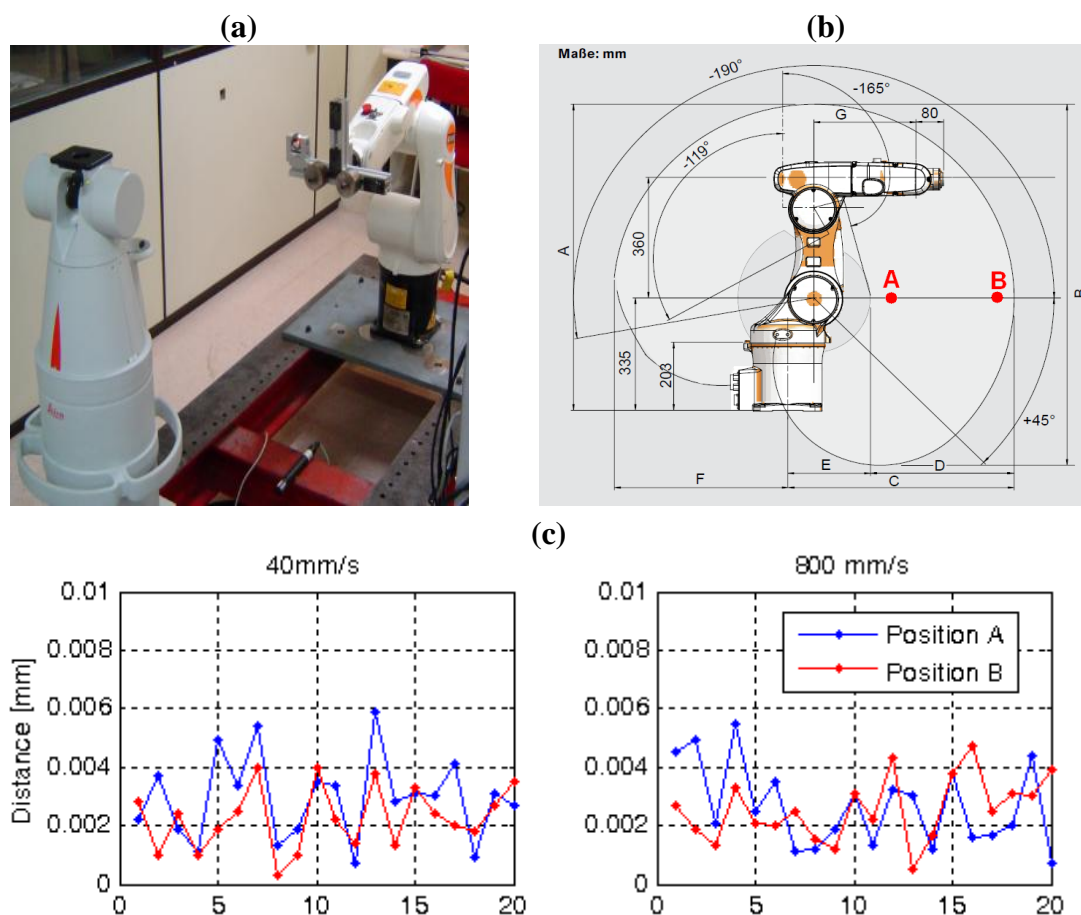 (a)
(b)
Maße: mm
-190°
-165°
G
80
-119°
A
360
A
B
B
335
203
+45°
E
D
F
C
(c)
40mm/s
800 mm/s
0.01
0.008
0.006
0.004
0.002
0
Distance [mm]
0
5
10
15
20
0.01
0.008
0.006
0.004
0.002
0
Position A
Position B
0
5
10
15
20